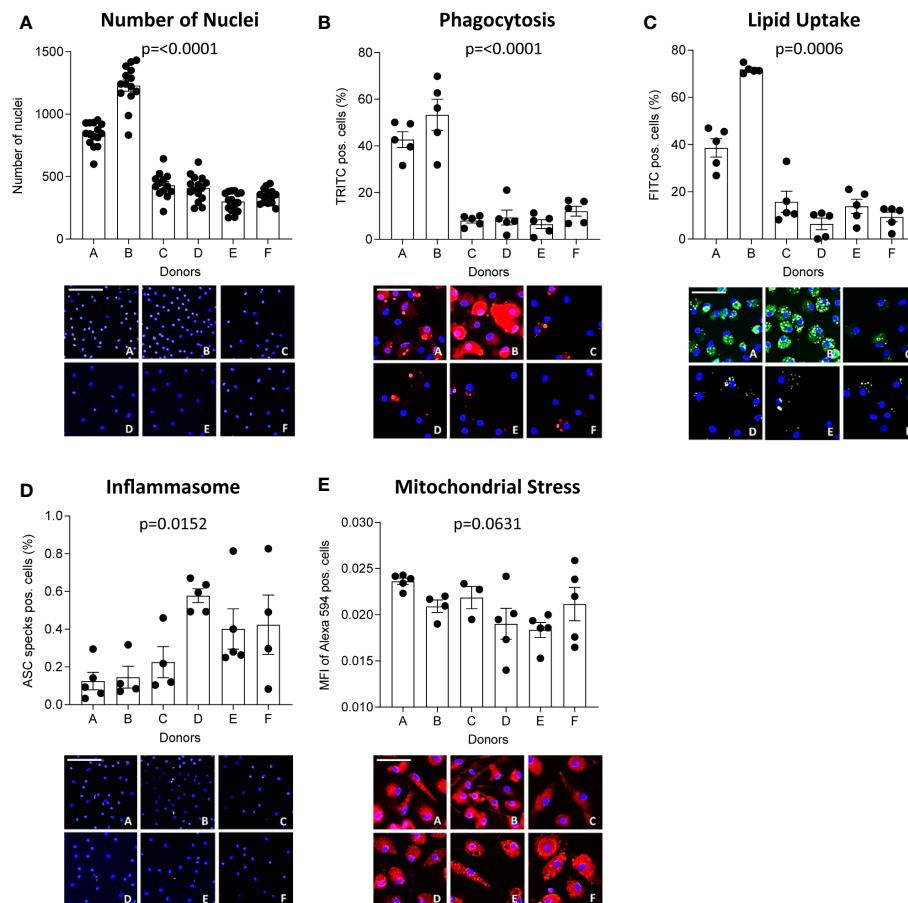 A Number of Nuclei
p=<0.0001
1500
1000
500
0
Number of nuclei
A B C D E F
Donors
A B C
D E F
B Phagocytosis
p=<0.0001
80
60
40
20
0
TRITC pos. cells (%)
A B C D E F
Donors
A B C
D E F
C Lipid Uptake
p=0.0006
80
60
40
20
0
FITC pos. cells (%)
A B C D E F
Donors
A B C
D E F
D Inflammasome
p=0.0152
1.0
0.8
0.6
0.4
0.2
0.0
ASC specks pos. cells (%)
A B C D E F
Donors
A B C
D E F
E Mitochondrial Stress
p=0.0631
0.030
0.025
0.020
0.015
0.010
MFI of Alexa 594 pos. cells
A B C D E F
Donors
A B C
D E F